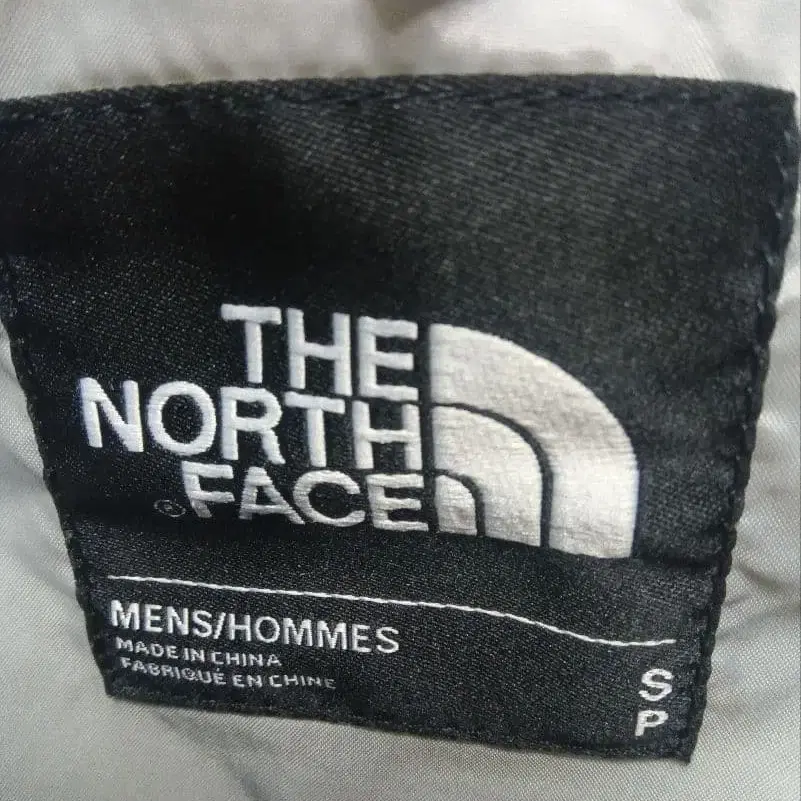 THE
NORTH
FACE
®
MENS/HOMMES
MADE IN CHINA
FABRIQUÉ EN CHINE
S
P